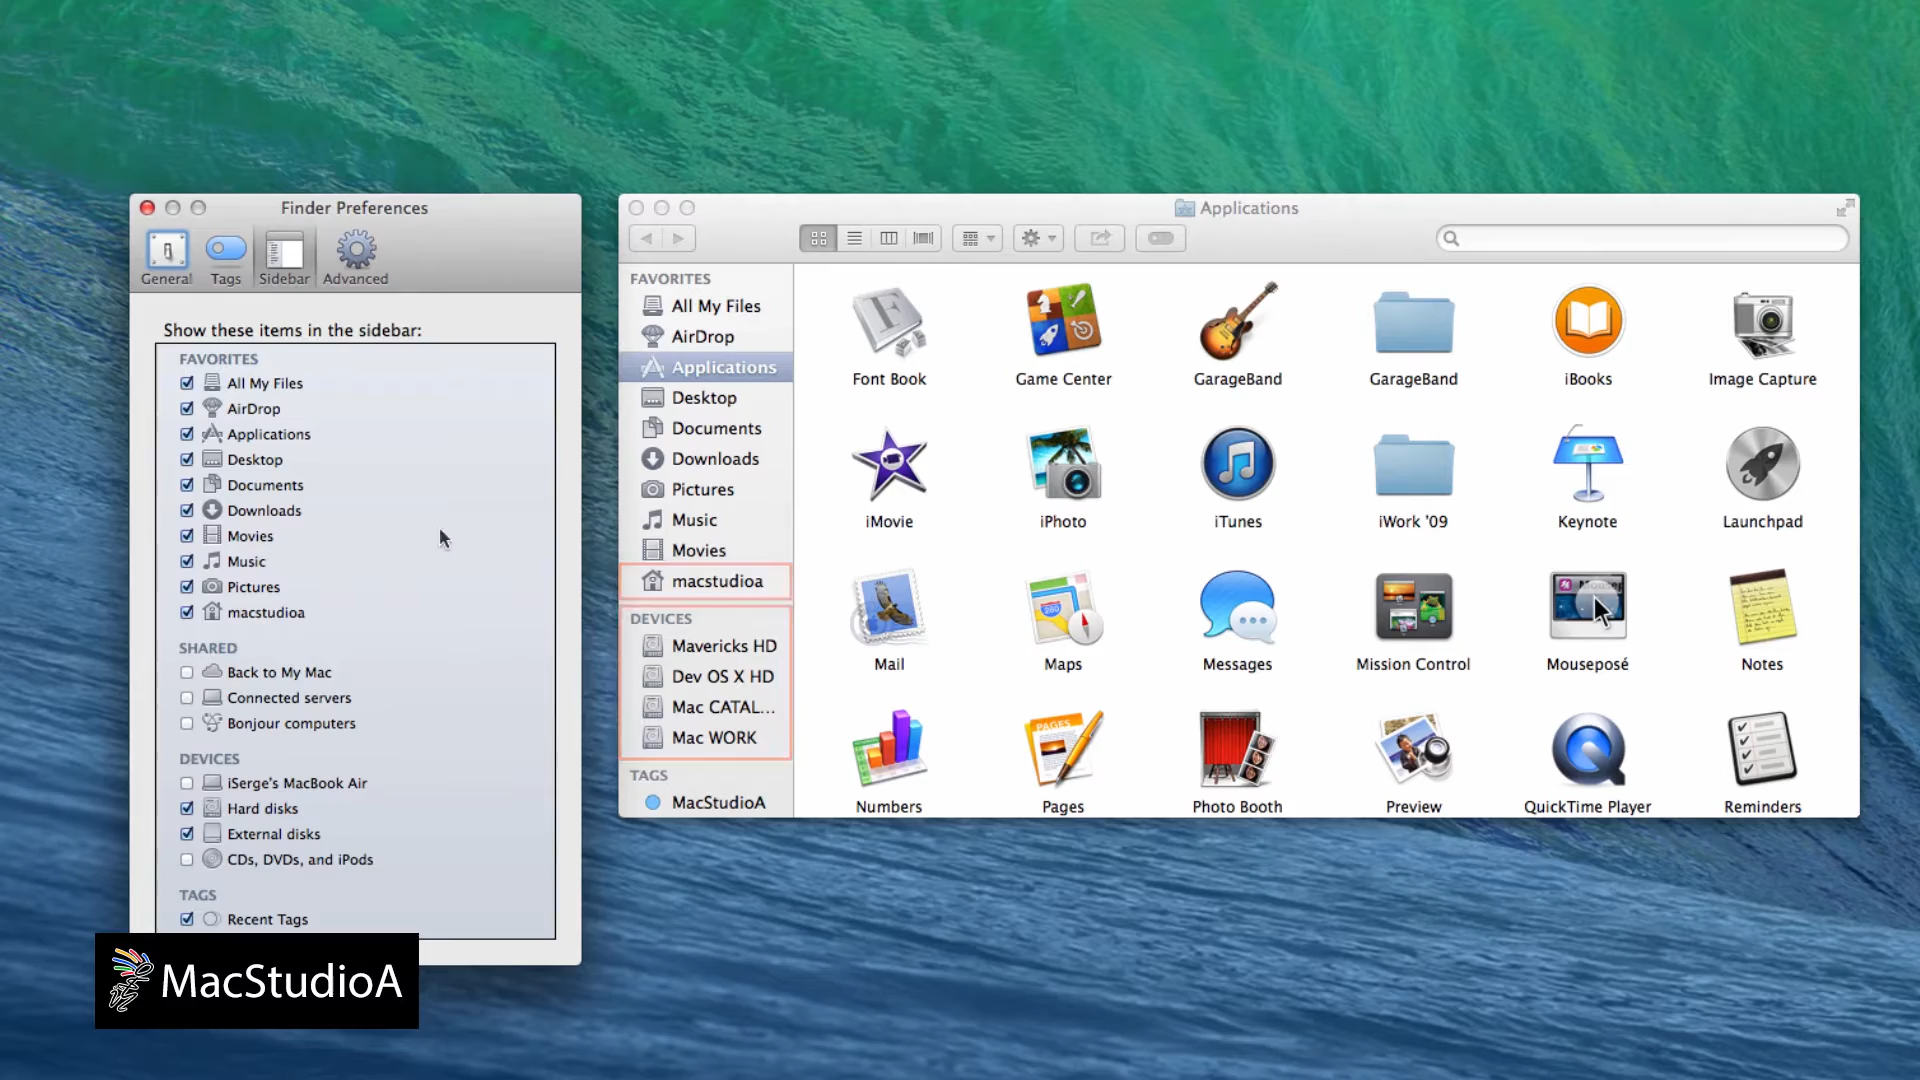 Finder Preferences
General
Tags
Sidebar
Advanced
Show these items in the sidebar:
FAVORITES
All My Files
AirDrop
Applications
Desktop
Documents
Downloads
Movies
Music
Pictures
macstudioa
SHARED
Back to My Mac
Connected servers
Bonjour computers
DEVICES
iSerge's MacBook Air
Hard disks
External disks
CDs, DVDs, and iPods
TAGS
Recent Tags
MacStudioA
Applications
FAVORITES
All My Files
AirDrop
Applications
Desktop
Documents
Downloads
Pictures
Music
Movies
macstudioa
DEVICES
Mavericks HD
Dev OS X HD
Mac CATAL...
Mac WORK
TAGS
MacStudioA
Font Book
Game Center
GarageBand
GarageBand
iBooks
Image Capture
iMovie
iPhoto
iTunes
iWork '09
Keynote
Launchpad
Mail
280
Maps
Messages
Mission Control
Mouseposé
Notes
Numbers
PAGES
Pages
Photo Booth
Preview
QuickTime Player
Reminders